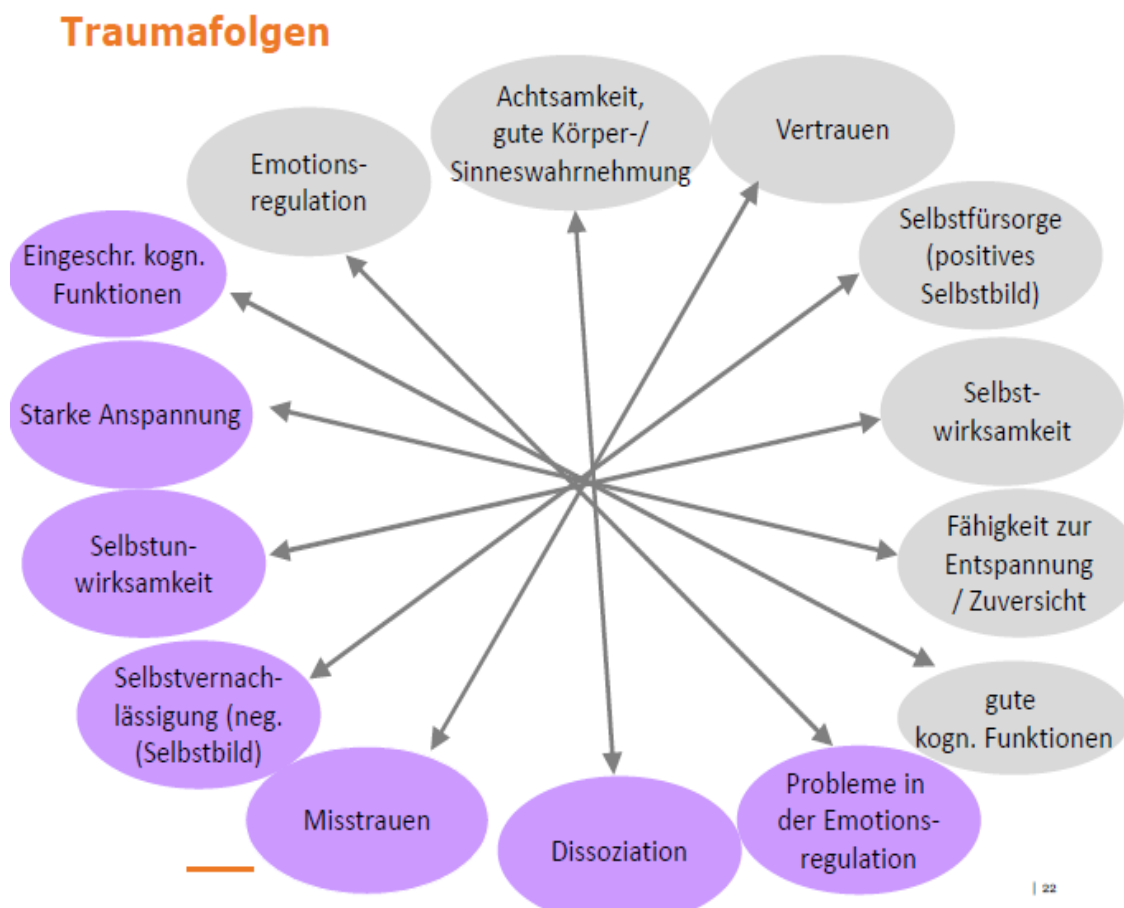 Traumafolgen
Achtsamkeit,
gute Körper-/
Sinneswahrnehmung
Vertrauen
Emotions-
regulation
Selbstfürsorge
(positives
Selbstbild)
Eingeschr. kogn.
Funktionen
Starke Anspannung
Selbst-
wirksamkeit
Selbstun-
wirksamkeit
Fähigkeit zur
Entspannung
/ Zuversicht
Selbstvernach-
lässigung (neg.
(Selbstbild)
gute
kogn. Funktionen
Misstrauen
Dissoziation
Probleme in
der Emotions-
regulation
| 22